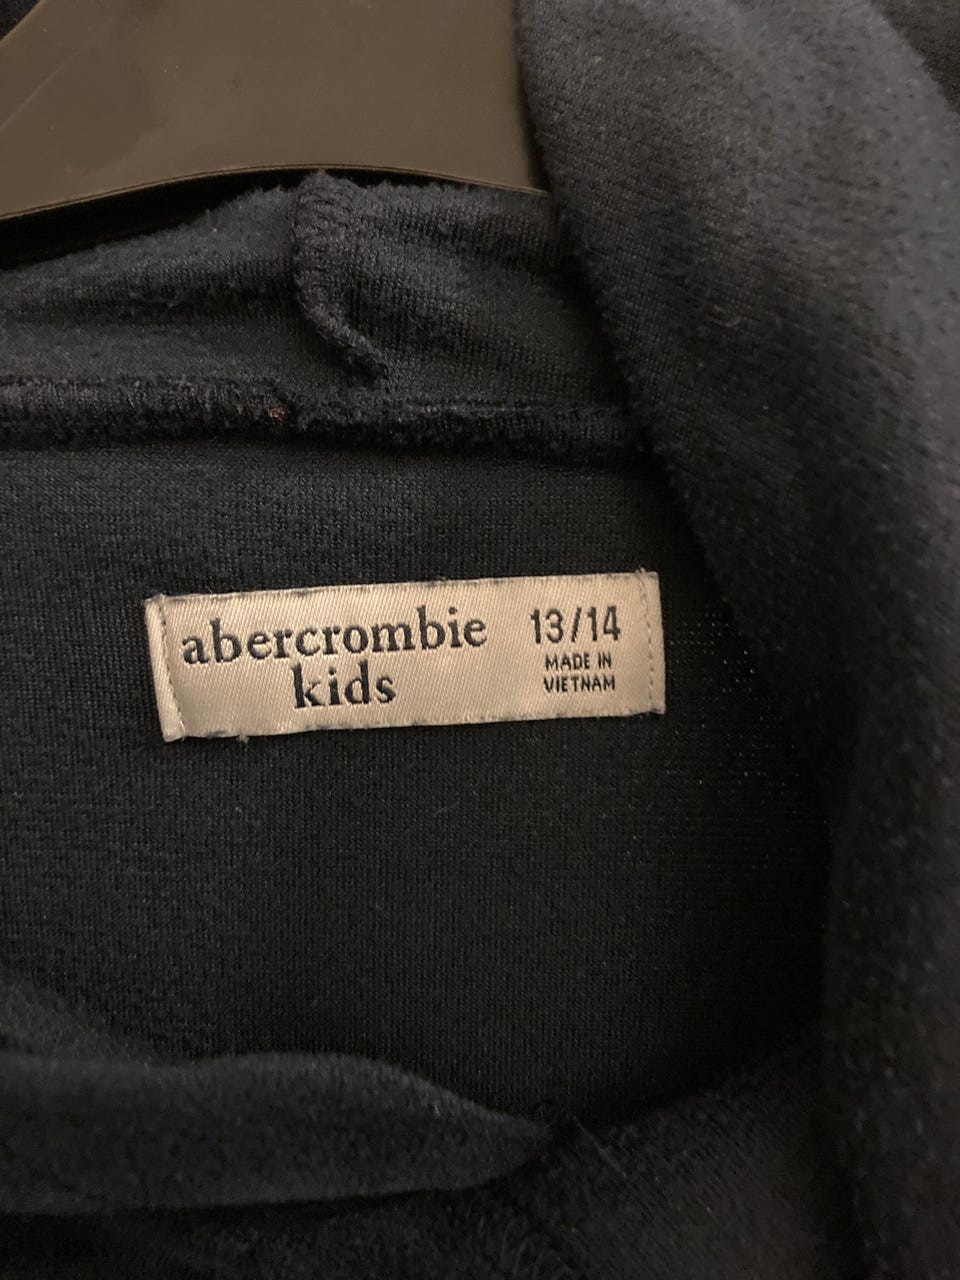 abercrombie
kids
13/14
MADE IN
VIETNAM